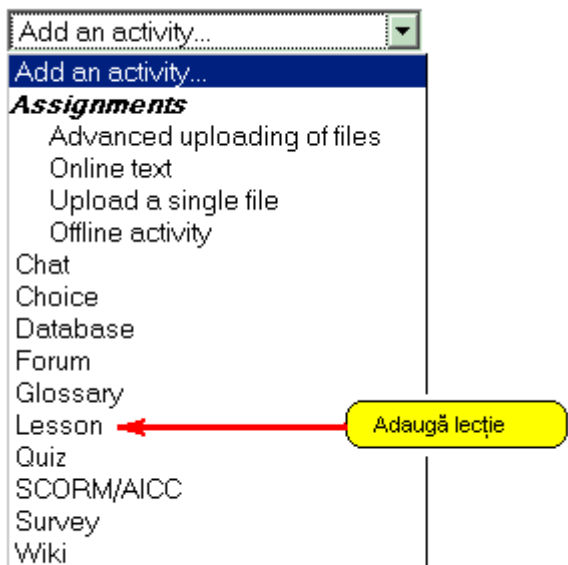 Add an activity...
Add an activity...
Assignments
Advanced uploading of files
Online text
Upload a single file
Offline activity
Chat
Choice
Database
Forum
Glossary
Lesson
Adaugă lecție
Quiz
SCORM/AICC
Survey
Wiki